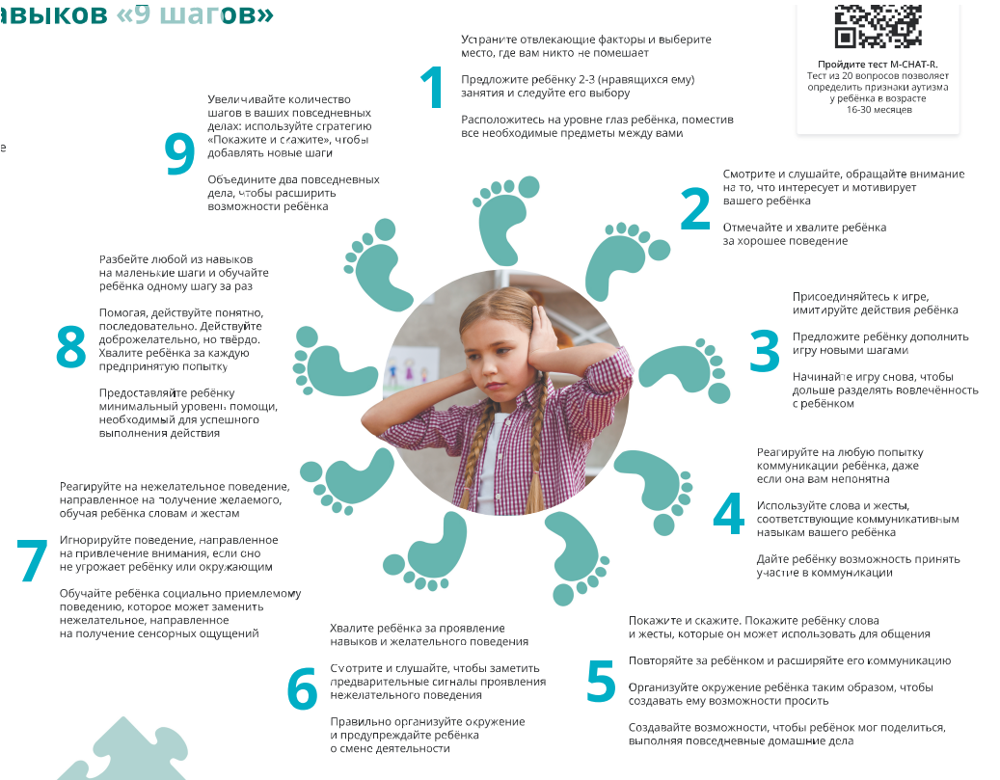 авыков «9 шагов»
Пройдите тест M-CHAT-R.
Тест из 20 вопросов позволяет
определить признаки аутизма
у ребёнка в возрасте
16-30 месяцев
е
1
Устраните отвлекающие факторы и выберите
место, где вам никто не помешает
Предложите ребёнку 2-3 (нравящихся ему)
занятия и следуйте его выбору
Расположитесь на уровне глаз ребёнка, поместив
все необходимые предметы между вами
2
Смотрите и слушайте, обращайте внимание
на то, что интересует и мотивирует
вашего ребёнка
Отмечайте и хвалите ребёнка
за хорошее поведение
3
Присоединяйтесь к игре,
имитируйте действия ребёнка
Предложите ребёнку дополнить
игру новыми шагами
Начинайте игру снова, чтобы
дольше разделять вовлечённость
с ребёнком
4
Реагируйте на любую попытку
коммуникации ребёнка, даже
если она вам непонятна
Используйте слова и жесты,
соответствующие коммуникативным
навыкам вашего ребёнка
Дайте ребёнку возможность принять
участие в коммуникации
5
Покажите и скажите. Покажите ребёнку слова
и жесты, которые он может использовать для общения
Повторяйте за ребёнком и расширяйте его коммуникацию
Организуйте окружение ребёнка таким образом, чтобы
создавать ему возможности просить
Создавайте возможности, чтобы ребёнок мог поделиться,
выполняя повседневные домашние дела
6
Хвалите ребёнка за проявление
навыков и желательного поведения
Смотрите и слушайте, чтобы заметить
предварительные сигналы проявления
нежелательного поведения
Правильно организуйте окружение
и предупреждайте ребёнка
о смене деятельности
7
Реагируйте на нежелательное поведение,
направленное на получение желаемого,
обучая ребёнка словам и жестам
Игнорируйте поведение, направленное
на привлечение внимания, если оно
не угрожает ребёнку или окружающим
Обучайте ребёнка социально приемлемому
поведению, которое может заменить
нежелательное, направленное
на получение сенсорных ощущений
8
Разбейте любой из навыков
на маленькие шаги и обучайте
ребёнка одному шагу за раз
Помогая, действуйте понятно,
последовательно. Действуйте
доброжелательно, но твёрдо.
Хвалите ребёнка за каждую
предпринятую попытку
Предоставляйте ребёнку
минимальный уровень помощи,
необходимый для успешного
выполнения действия
9
Увеличивайте количество
шагов в ваших повседневных
делах: используйте стратегию
«Покажите и скажите», чтобы
добавлять новые шаги
Объедините два повседневных
дела, чтобы расширить
возможности ребёнка